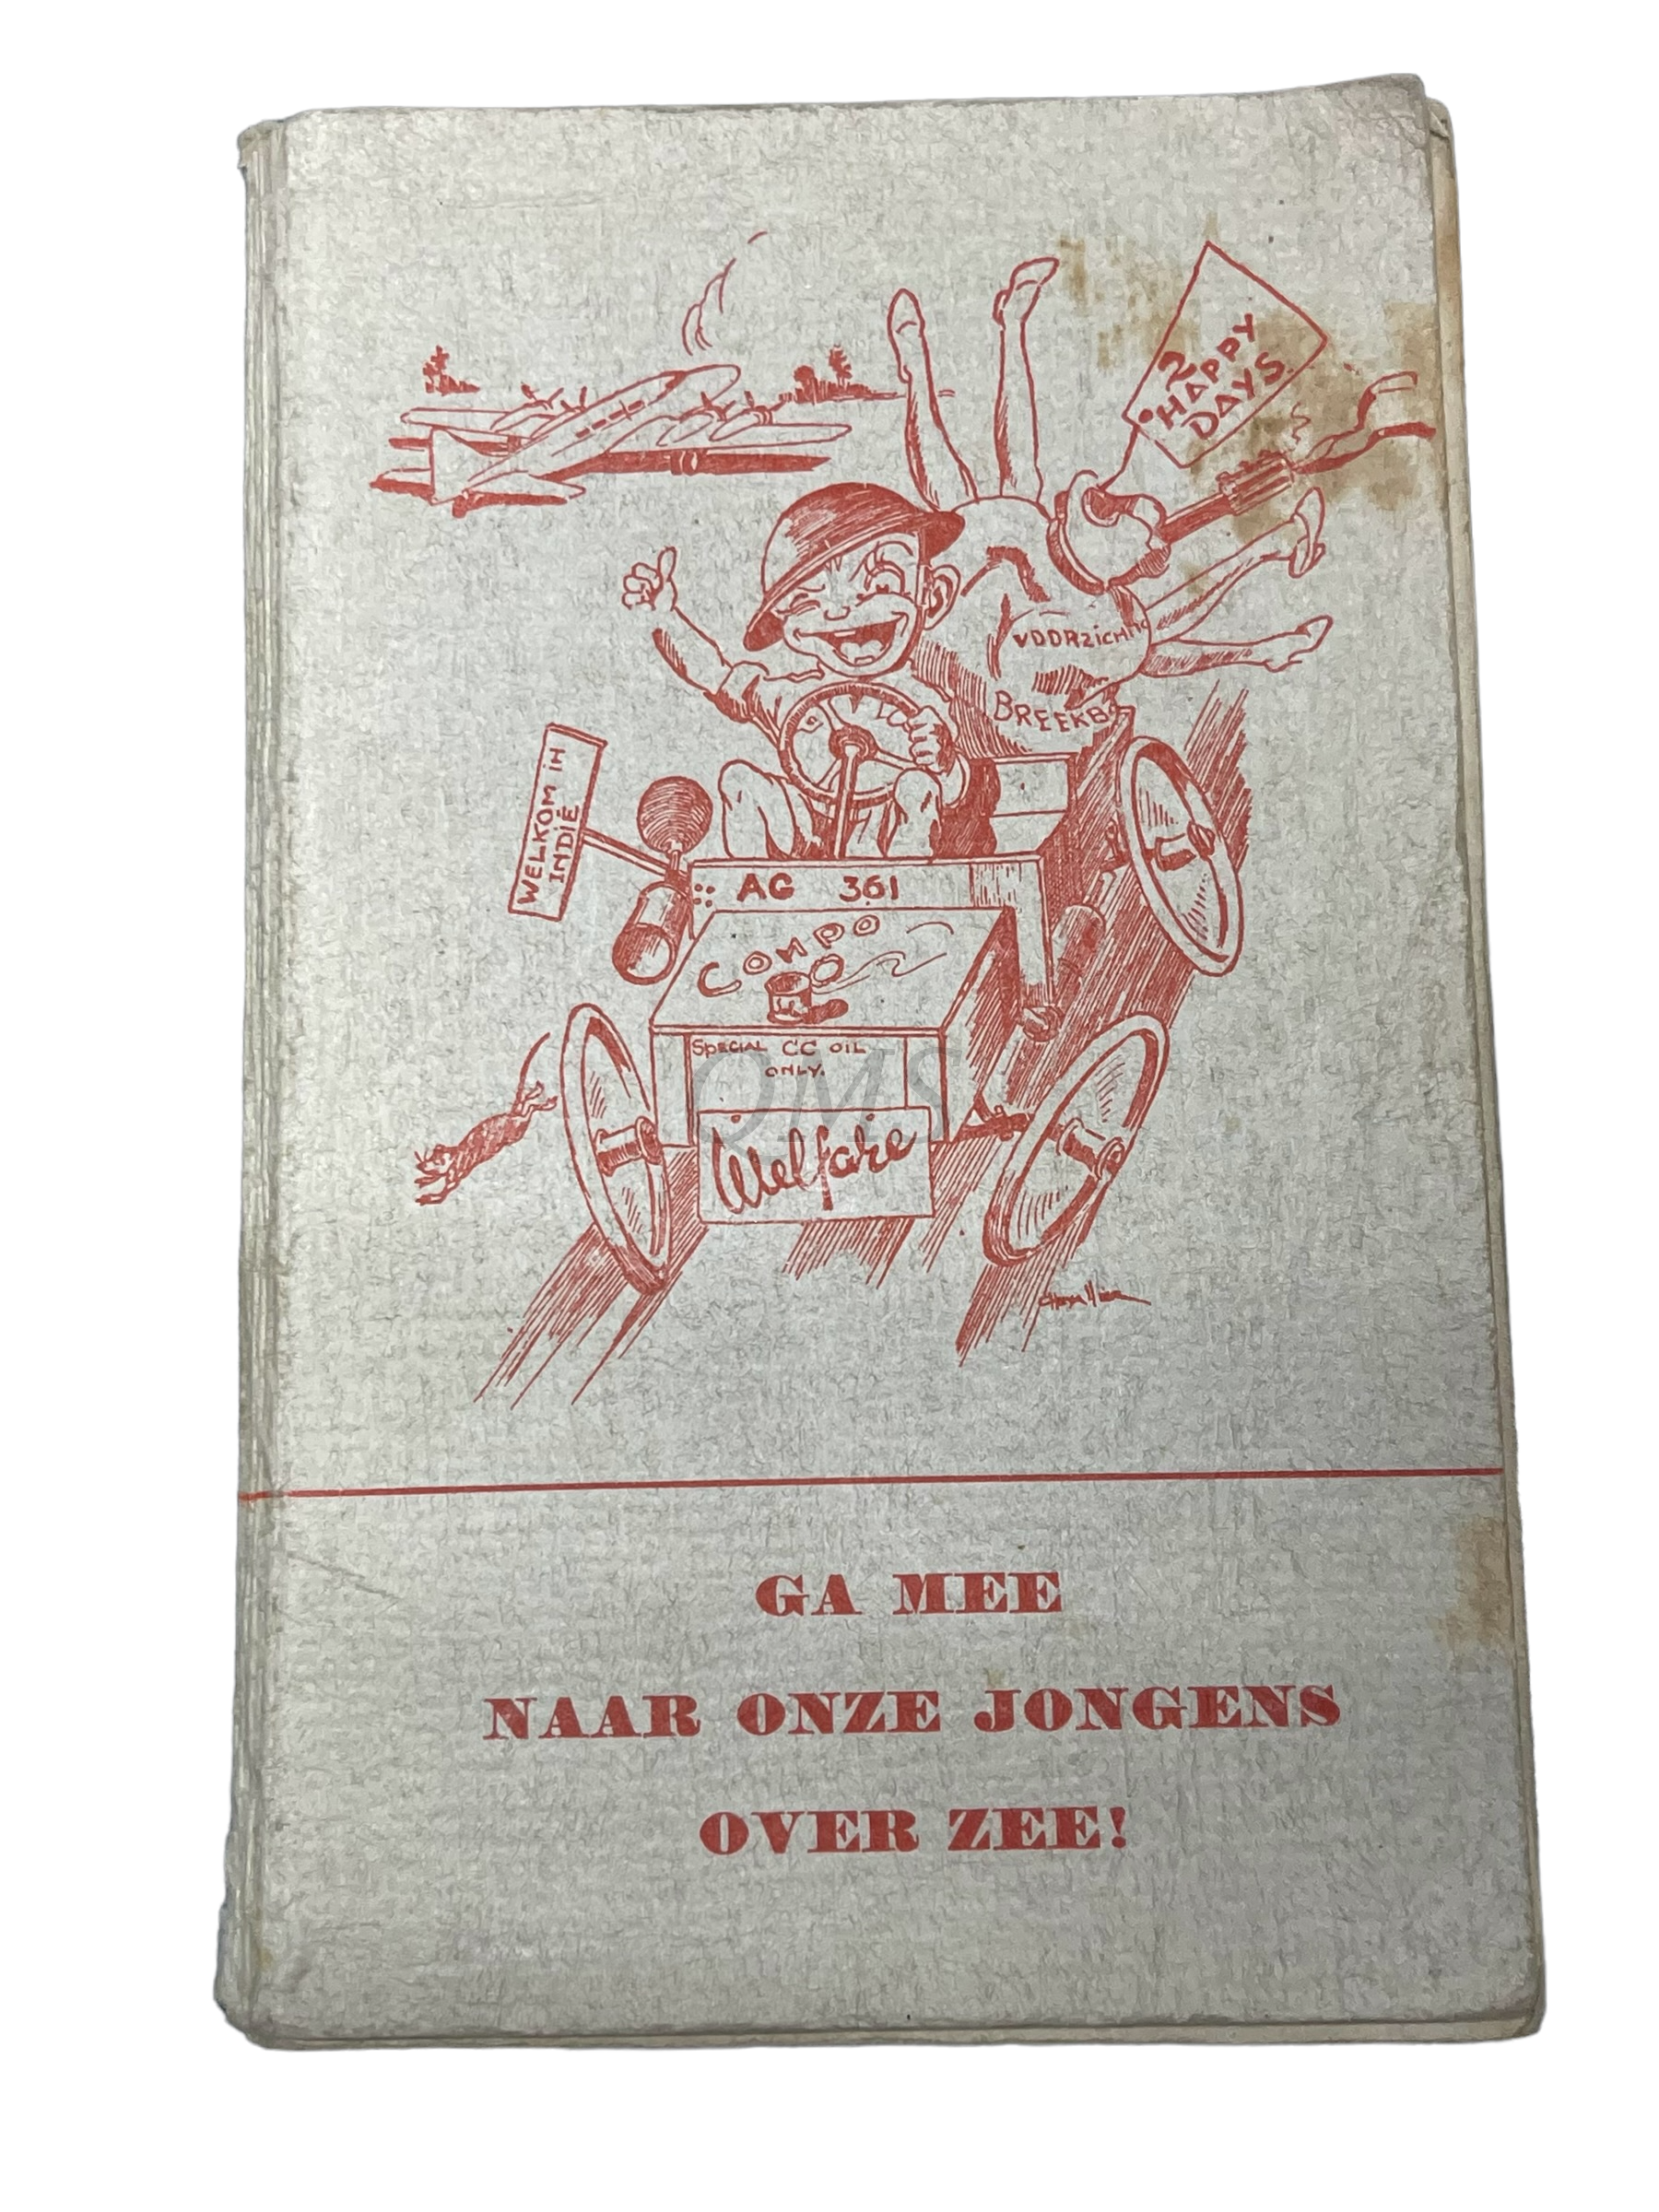 2
HAPPY
DAYS.
VOORZICHTIG
BREEKB
WELKOM IN
INDIË
AG 361
COMPO
SPECIAL CC OIL
ONLY.
QMS
Welfare
GA MEE
NAAR ONZE JONGENS
OVER ZEE!